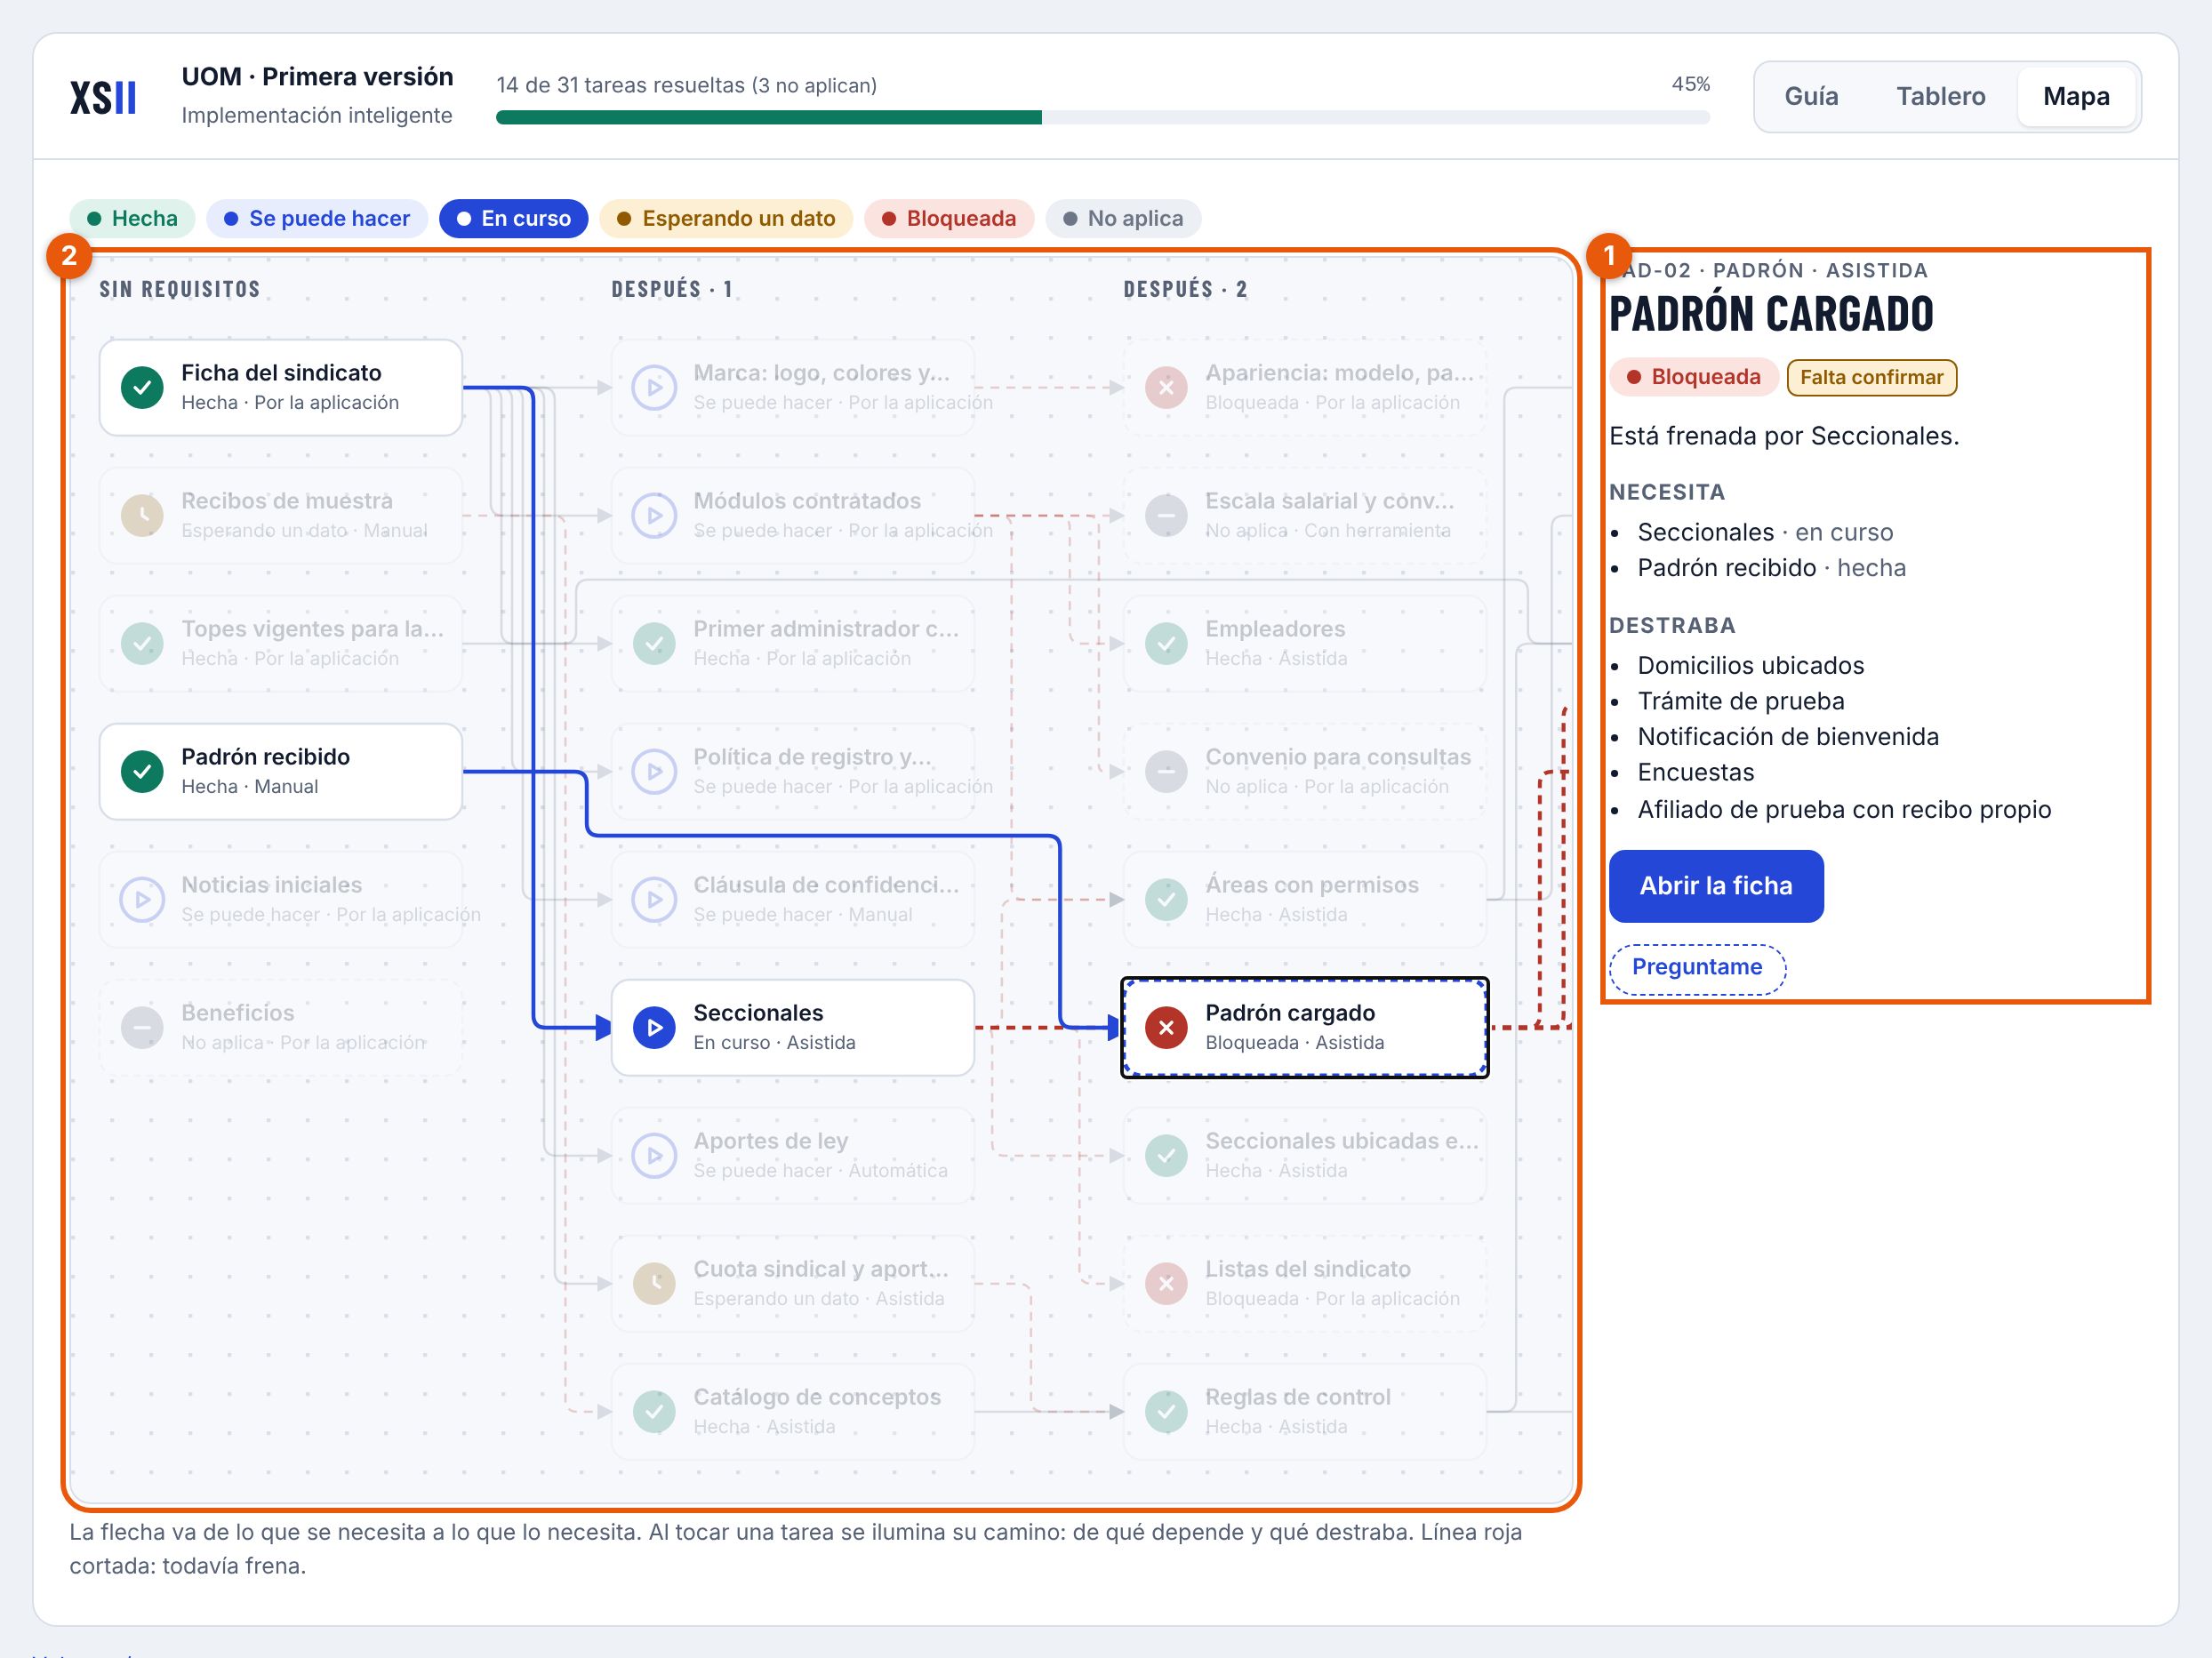 XSII
UOM · Primera versión
Implementación inteligente
14 de 31 tareas resueltas (3 no aplican)
45%
Guía
Tablero
Mapa
Hecha
Se puede hacer
En curso
Esperando un dato
Bloqueada
No aplica
2
SIN REQUISITOS
Ficha del sindicato
Hecha · Por la aplicación
Recibos de muestra
Esperando un dato · Manual
Topes vigentes para la...
Hecha · Por la aplicación
Padrón recibido
Hecha · Manual
Noticias iniciales
Se puede hacer · Por la aplicación
Beneficios
No aplica · Por la aplicación
DESPUÉS · 1
Marca: logo, colores y...
Se puede hacer · Por la aplicación
Módulos contratados
Se puede hacer · Por la aplicación
Primer administrador c...
Hecha · Por la aplicación
Política de registro y...
Se puede hacer · Por la aplicación
Cláusula de confidenci...
Se puede hacer · Manual
Seccionales
En curso · Asistida
Aportes de ley
Se puede hacer · Automática
Cuota sindical y aport...
Esperando un dato · Asistida
Catálogo de conceptos
Hecha · Asistida
DESPUÉS · 2
Apariencia: modelo, pa...
Bloqueada · Por la aplicación
Escala salarial y conv...
No aplica · Con herramienta
Empleadores
Hecha · Asistida
Convenio para consultas
No aplica · Por la aplicación
Áreas con permisos
Hecha · Asistida
Padrón cargado
Bloqueada · Asistida
Seccionales ubicadas e...
Hecha · Asistida
Listas del sindicato
Bloqueada · Por la aplicación
Reglas de control
Hecha · Asistida
La flecha va de lo que se necesita a lo que lo necesita. Al tocar una tarea se ilumina su camino: de qué depende y qué destraba. Línea roja
cortada: todavía frena.
1
AD-02 · PADRÓN · ASISTIDA
PADRÓN CARGADO
Bloqueada
Falta confirmar
Está frenada por Seccionales.
NECESITA
• Seccionales · en curso
• Padrón recibido · hecha
DESTRABA
• Domicilios ubicados
• Trámite de prueba
• Notificación de bienvenida
• Encuestas
• Afiliado de prueba con recibo propio
Abrir la ficha
Preguntame